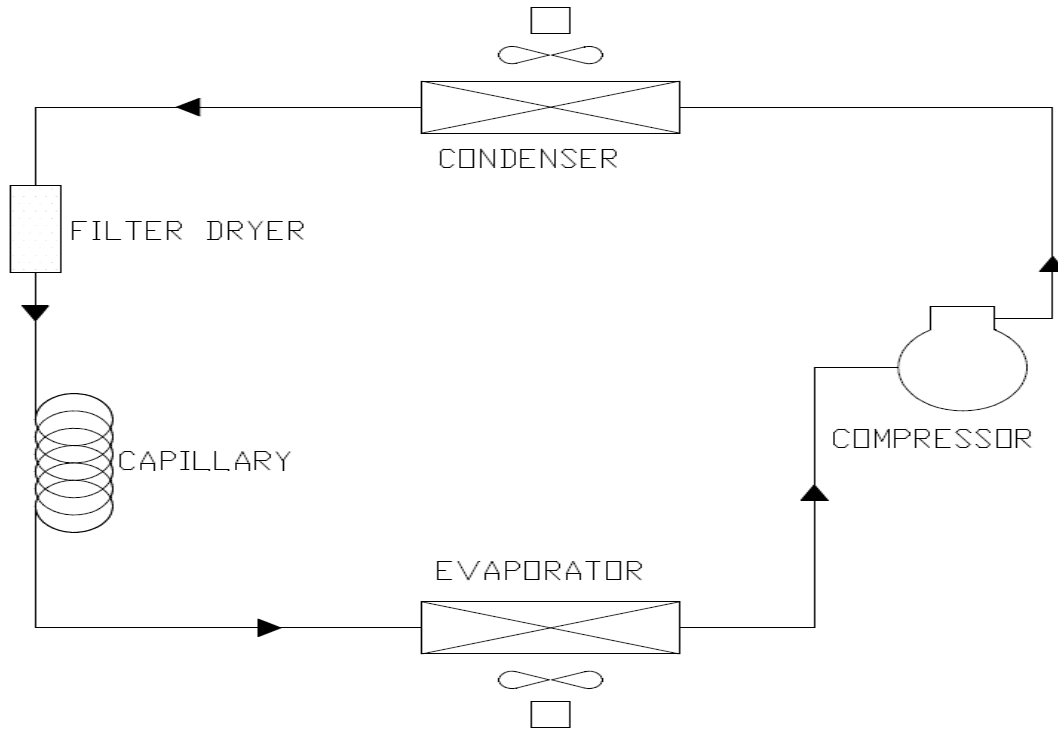 CONDENSER
FILTER DRYER
COMPRESSOR
CAPILLARY
EVAPORATOR